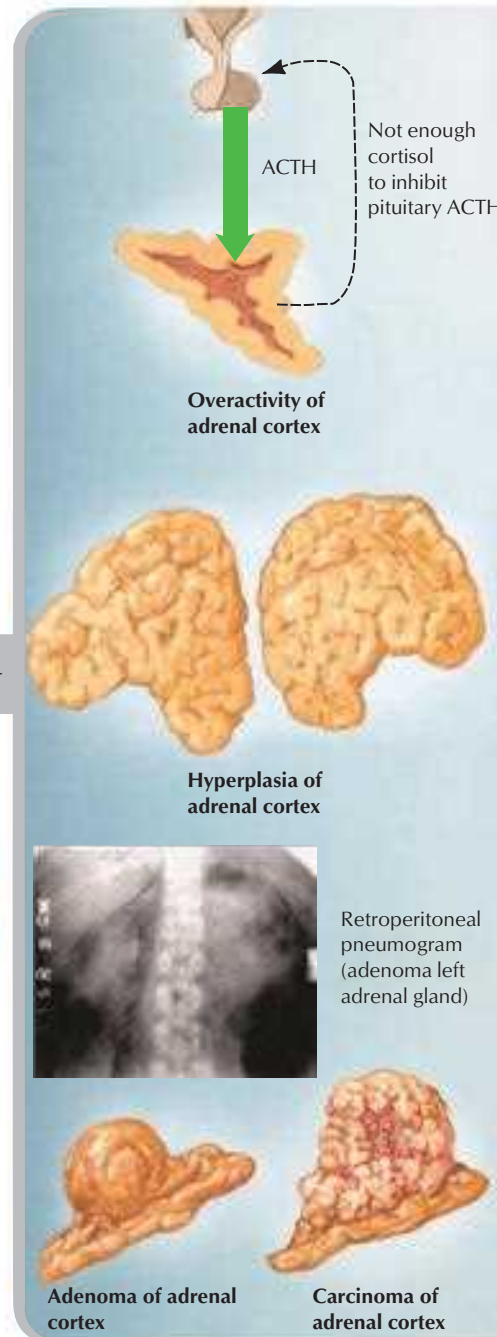 ACTH
Not enough
cortisol
to inhibit
pituitary ACTH
Overactivity of
adrenal cortex
Hyperplasia of
adrenal cortex
Retroperitoneal
pneumogram
(adenoma left
adrenal gland)
Adenoma of adrenal
cortex
Carcinoma of
adrenal cortex